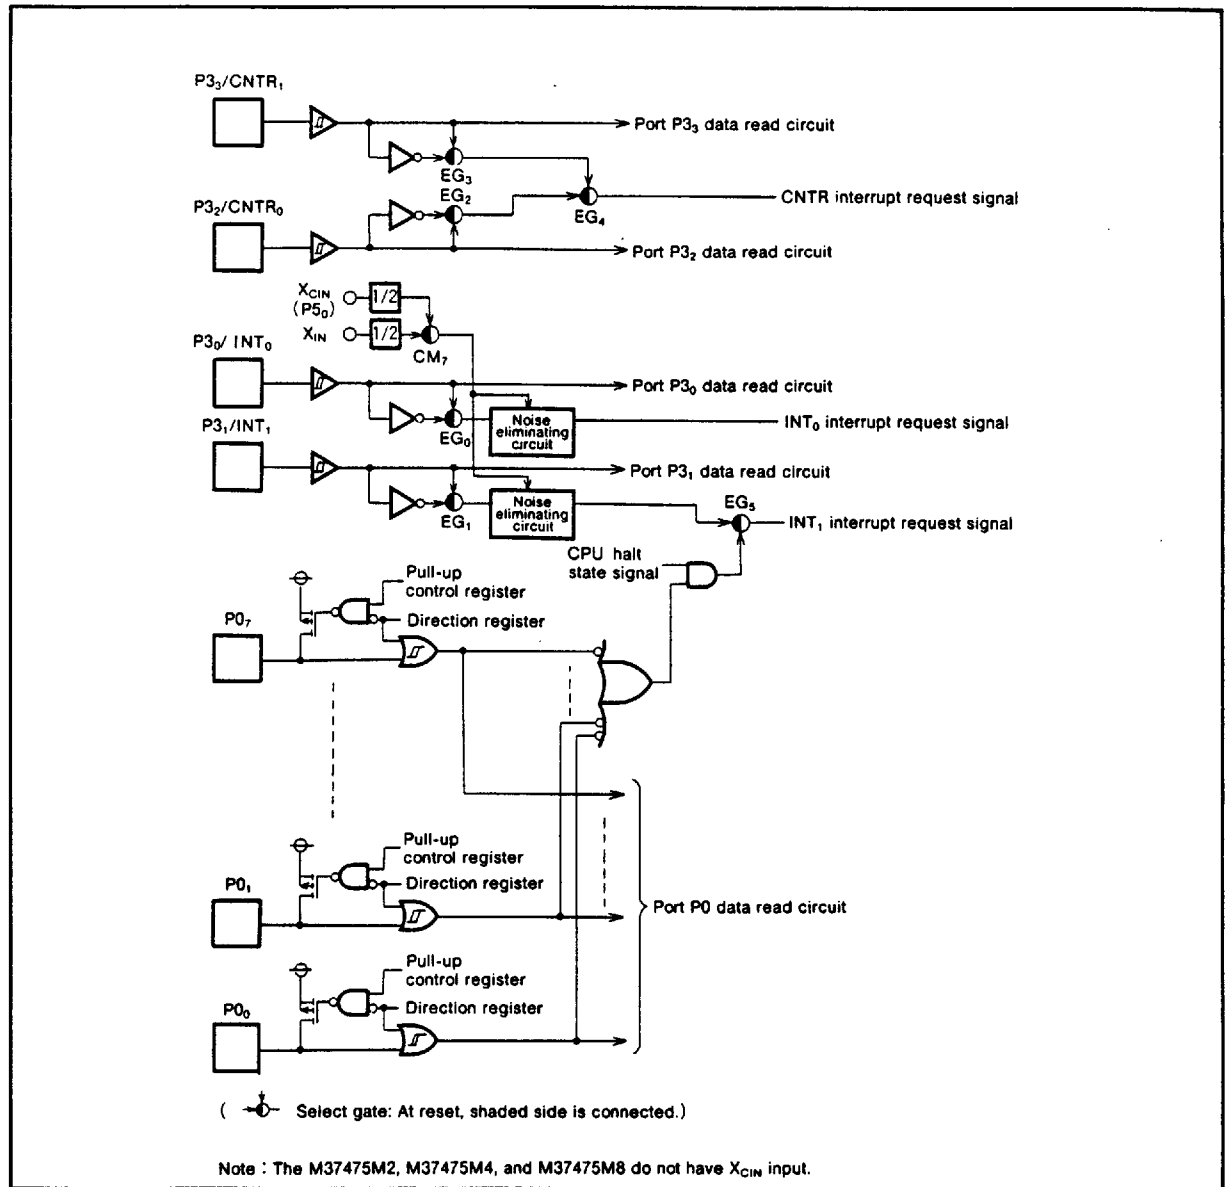 P3₃/CNTR₁
Port P3₃ data read circuit
EG₃
EG₂
P3₂/CNTR₀
EG₄
CNTR interrupt request signal
Port P3₂ data read circuit
X_CIN
(P5₀)
1/2
X_IN
1/2
CM₇
P3₀/ INT₀
Port P3₀ data read circuit
EG₀
Noise
eliminating
circuit
INT₀ interrupt request signal
P3₁/INT₁
Port P3₁ data read circuit
EG₁
Noise
eliminating
circuit
EG₅
INT₁ interrupt request signal
CPU halt
state signal
Pull-up
control register
Direction register
P0₇
Pull-up
control register
Direction register
P0₁
Port P0 data read circuit
Pull-up
control register
Direction register
P0₀
( Select gate: At reset, shaded side is connected.)
Note : The M37475M2, M37475M4, and M37475M8 do not have X_CIN input.